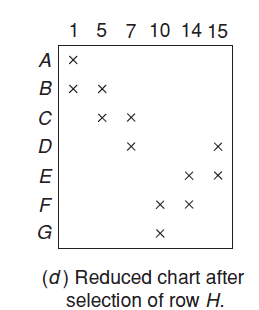 1 5 7 10 14 15
A ×
B × ×
C × ×
D × ×
E × ×
F × ×
G ×
(d) Reduced chart after
selection of row H.